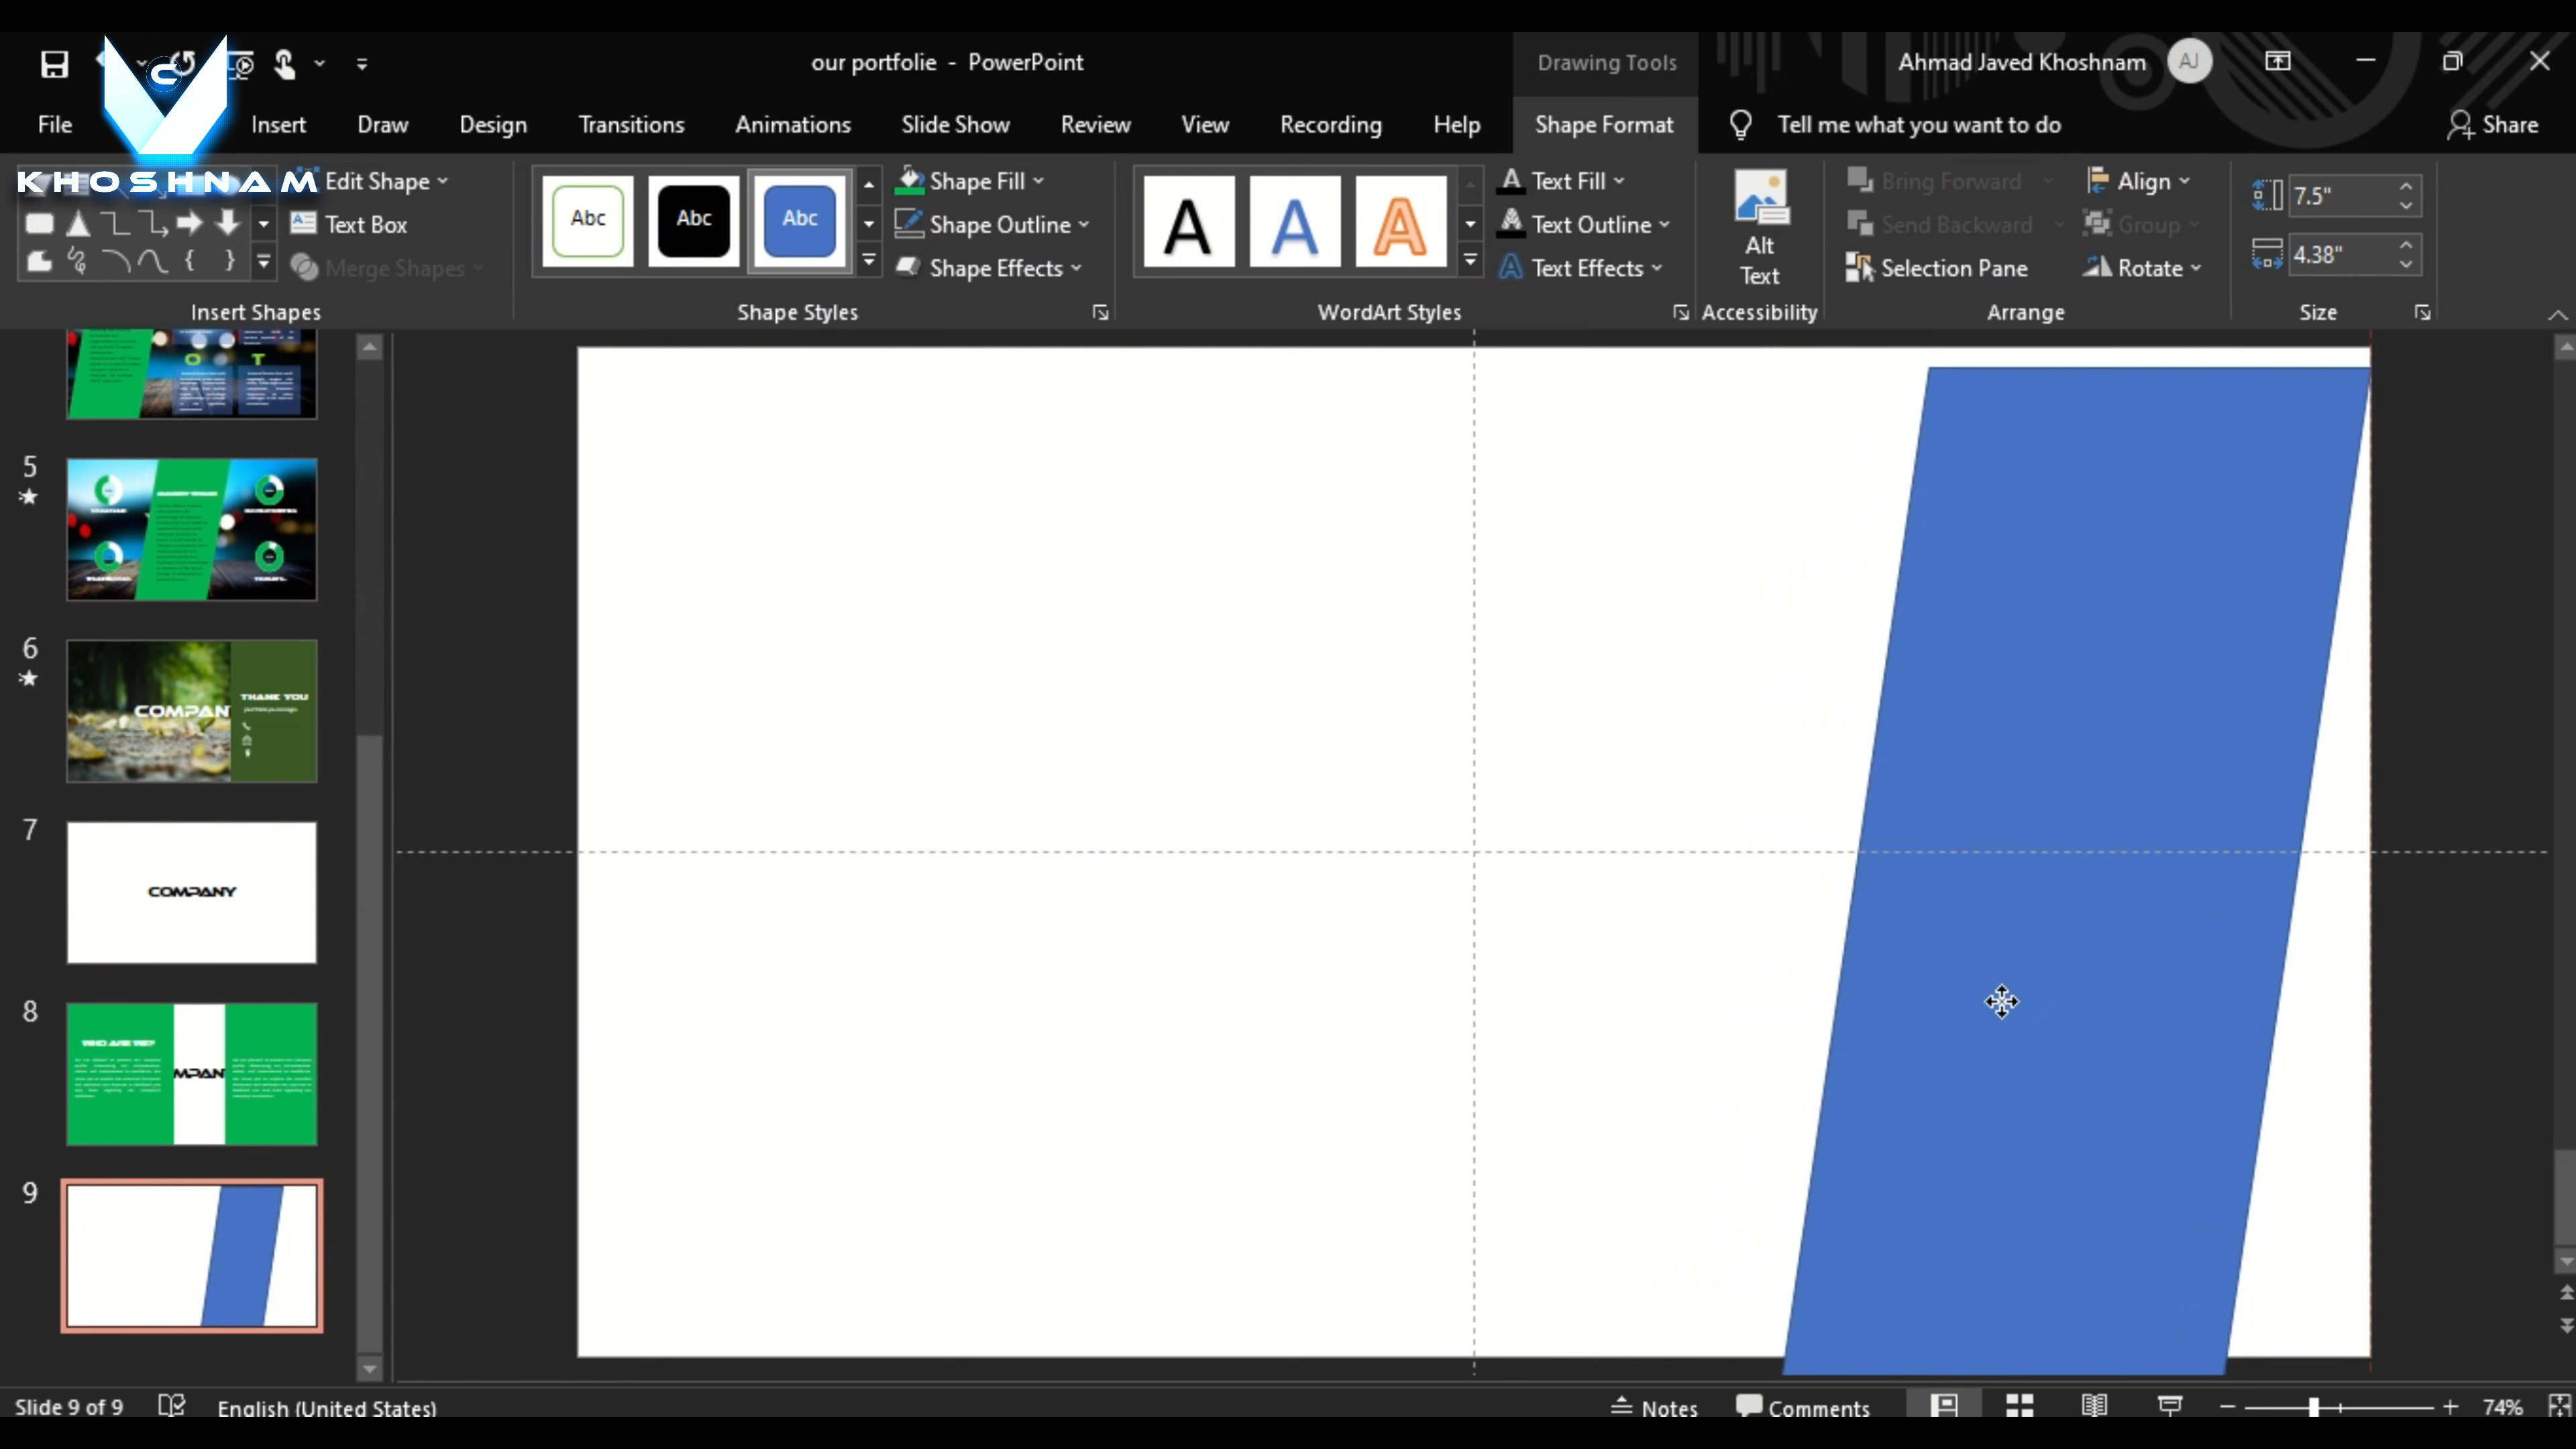 our portfolie - PowerPoint
Drawing Tools
Ahmad Javed Khoshnam
AJ
File
Insert
Draw
Design
Transitions
Animations
Slide Show
Review
View
Recording
Help
Shape Format
Tell me what you want to do
Share
KHOSHNAM
Edit Shape
Text Box
Merge Shapes
Insert Shapes
Abc
Abc
Abc
Shape Fill
Shape Outline
Shape Effects
Shape Styles
A
A
A
Text Fill
Text Outline
Text Effects
WordArt Styles
Alt
Text
Accessibility
Bring Forward
Send Backward
Selection Pane
Align
Group
Rotate
Arrange
7.5"
4.38"
Size
O T
5
6
COMPAN
THANK YOU
7
COMPANY
8
WHO ARE WE?
MPAN
9
Slide 9 of 9
English (United States)
Notes
Comments
74%